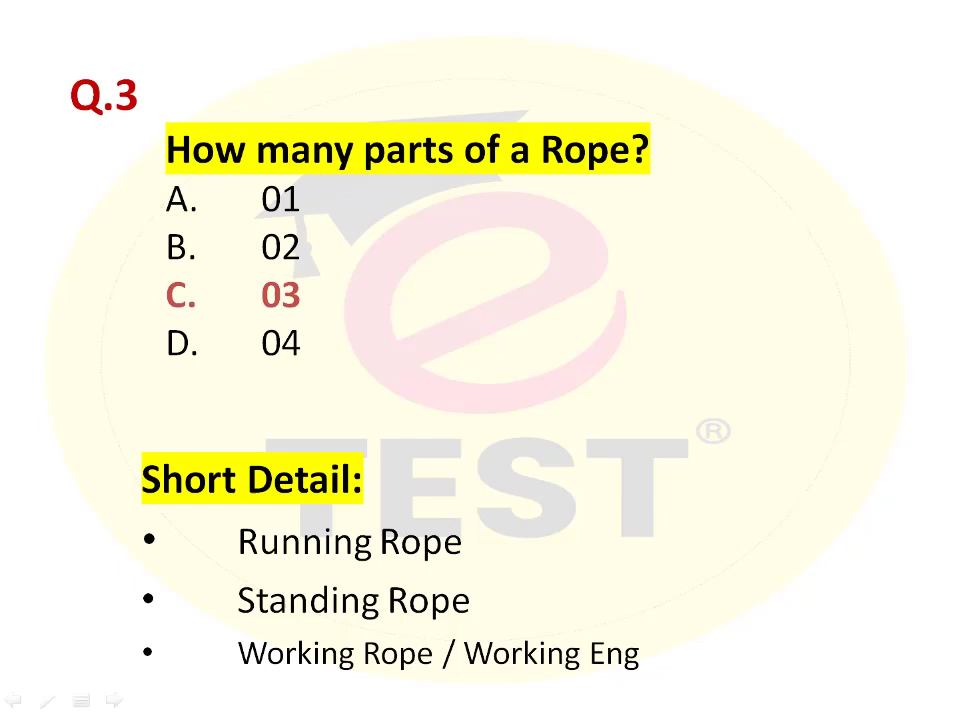 Q.3
How many parts of a Rope?
A. 01
B. 02
C. 03
D. 04
e
TEST ®
Short Detail:
• Running Rope
• Standing Rope
• Working Rope / Working Eng